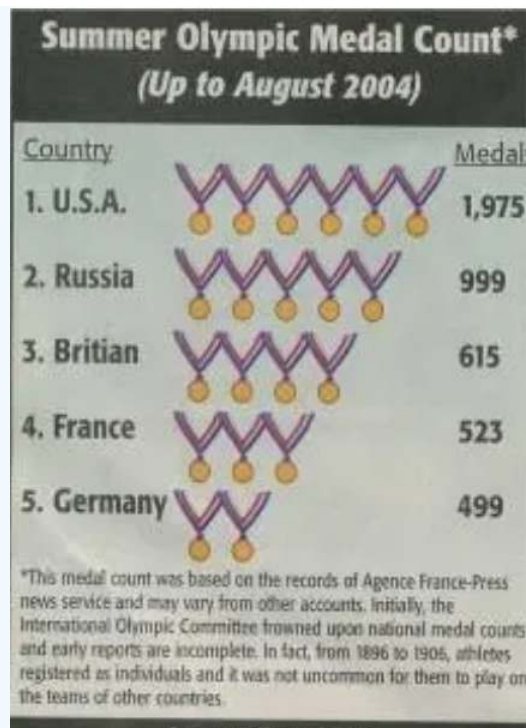 Summer Olympic Medal Count*
(Up to August 2004)
Country Medal
1. U.S.A. 1,975
2. Russia 999
3. Britian 615
4. France 523
5. Germany 499
*This medal count was based on the records of Agence France-Press
news service and may vary from other accounts. Initially, the
International Olympic Committee frowned upon national medal counts
and early reports are incomplete. In fact, from 1896 to 1906, athletes
registered as individuals and it was not uncommon for them to play on
the teams of other countries.